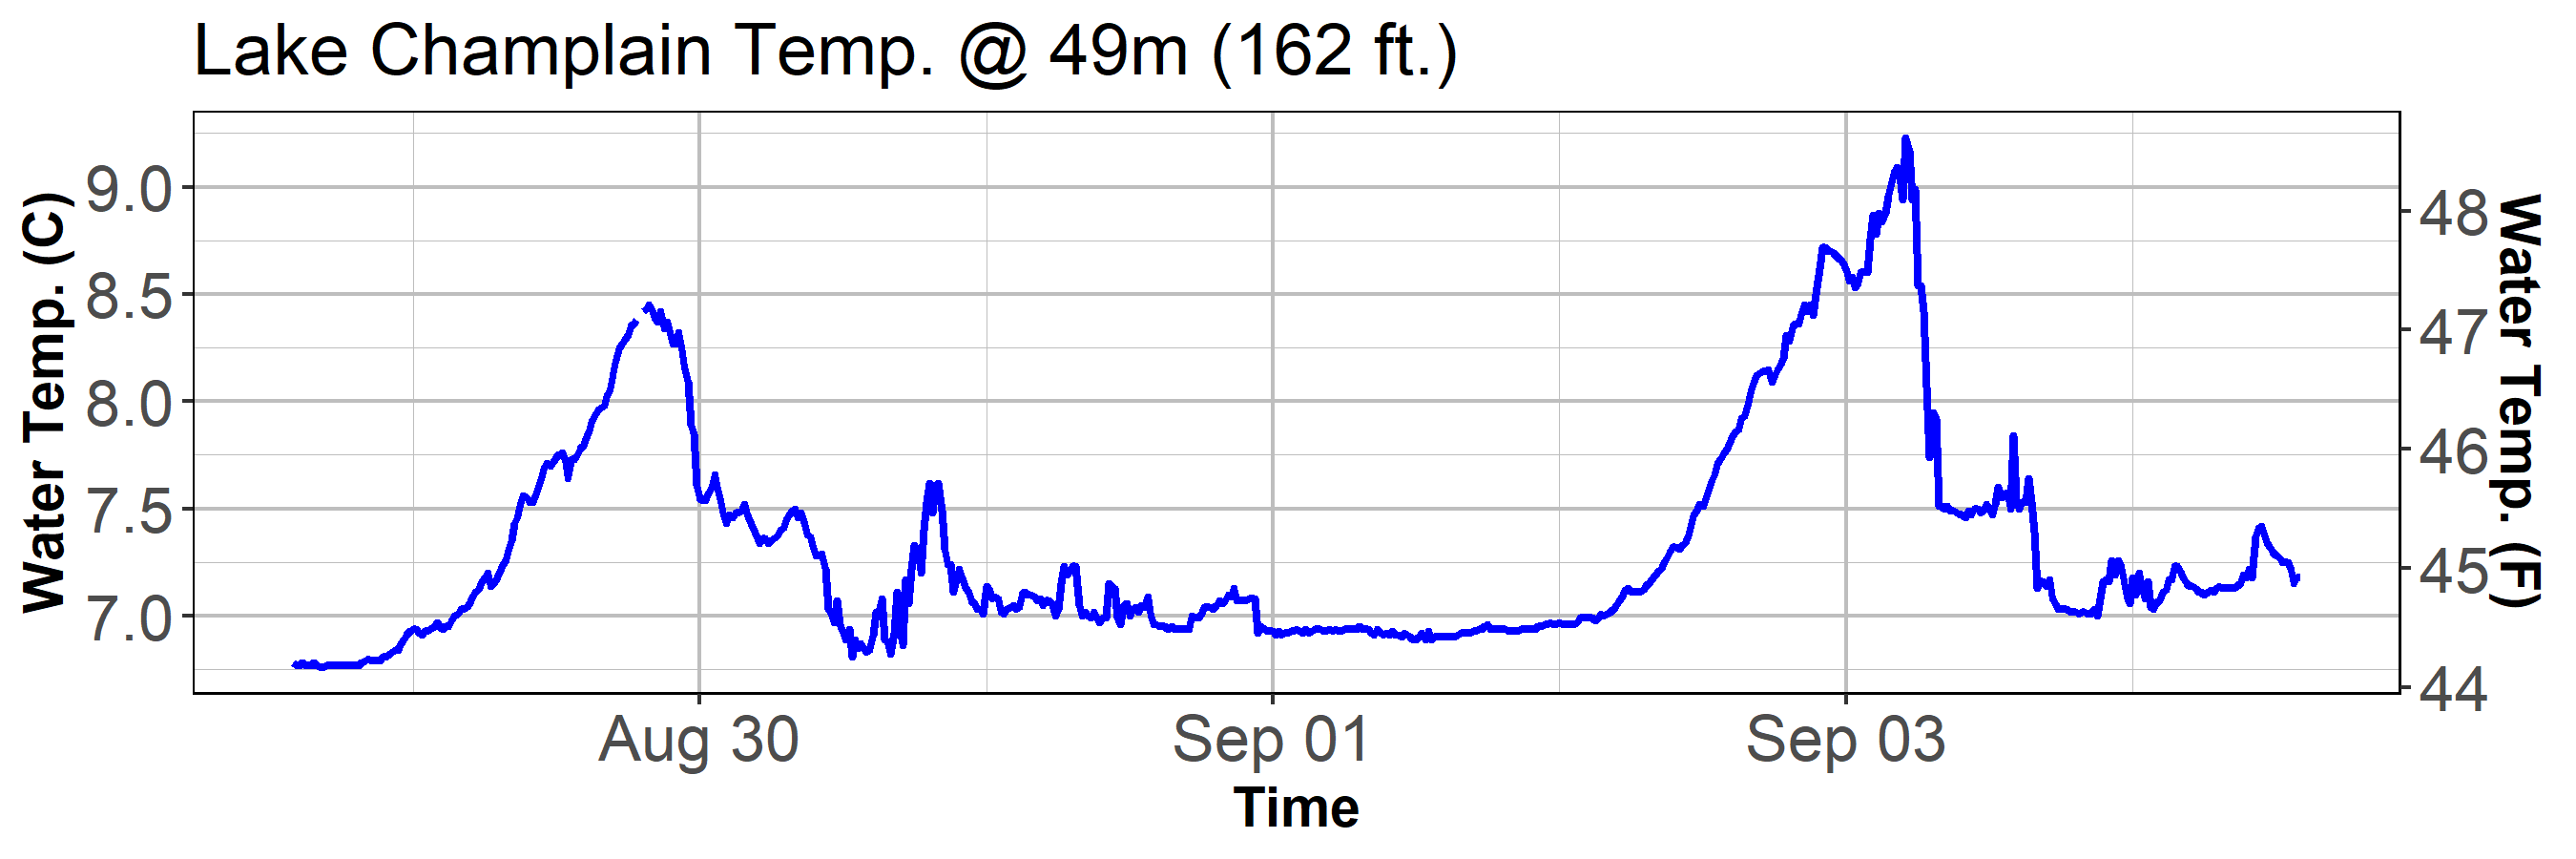 Lake Champlain Temp. @ 49m (162 ft.)
Water Temp. (C)
9.0
8.5
8.0
7.5
7.0
48
47
46
45
44
Water Temp. (F)
Aug 30
Sep 01
Sep 03
Time